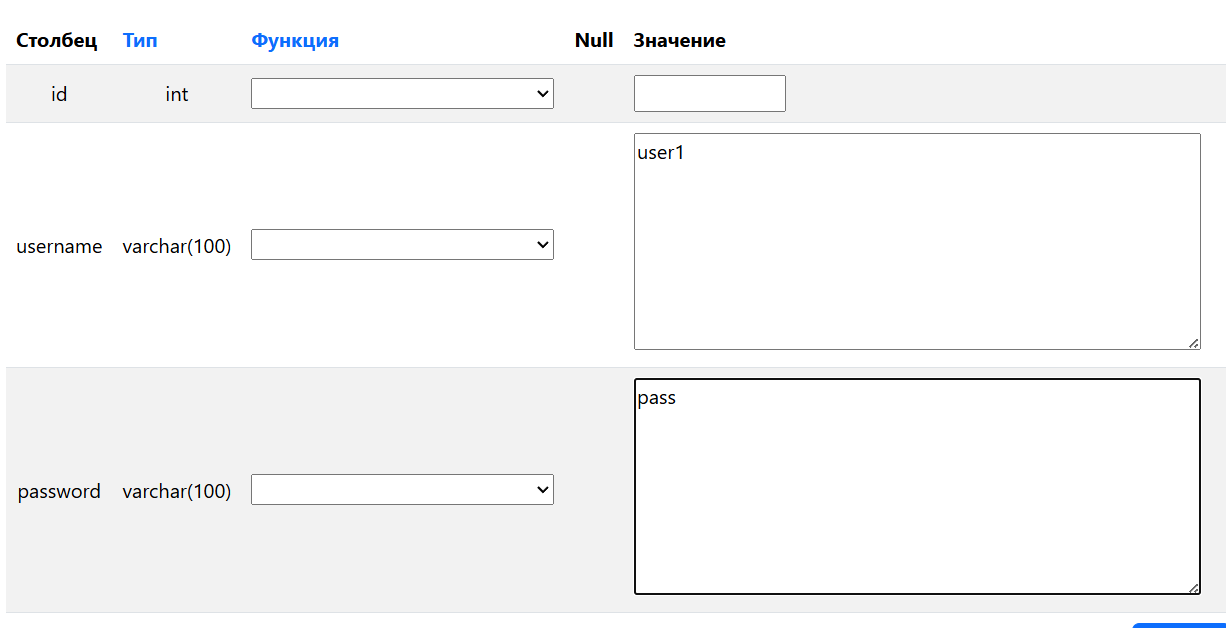 Столбец Тип Функция Null Значение
id int
username varchar(100) user1
password varchar(100) pass